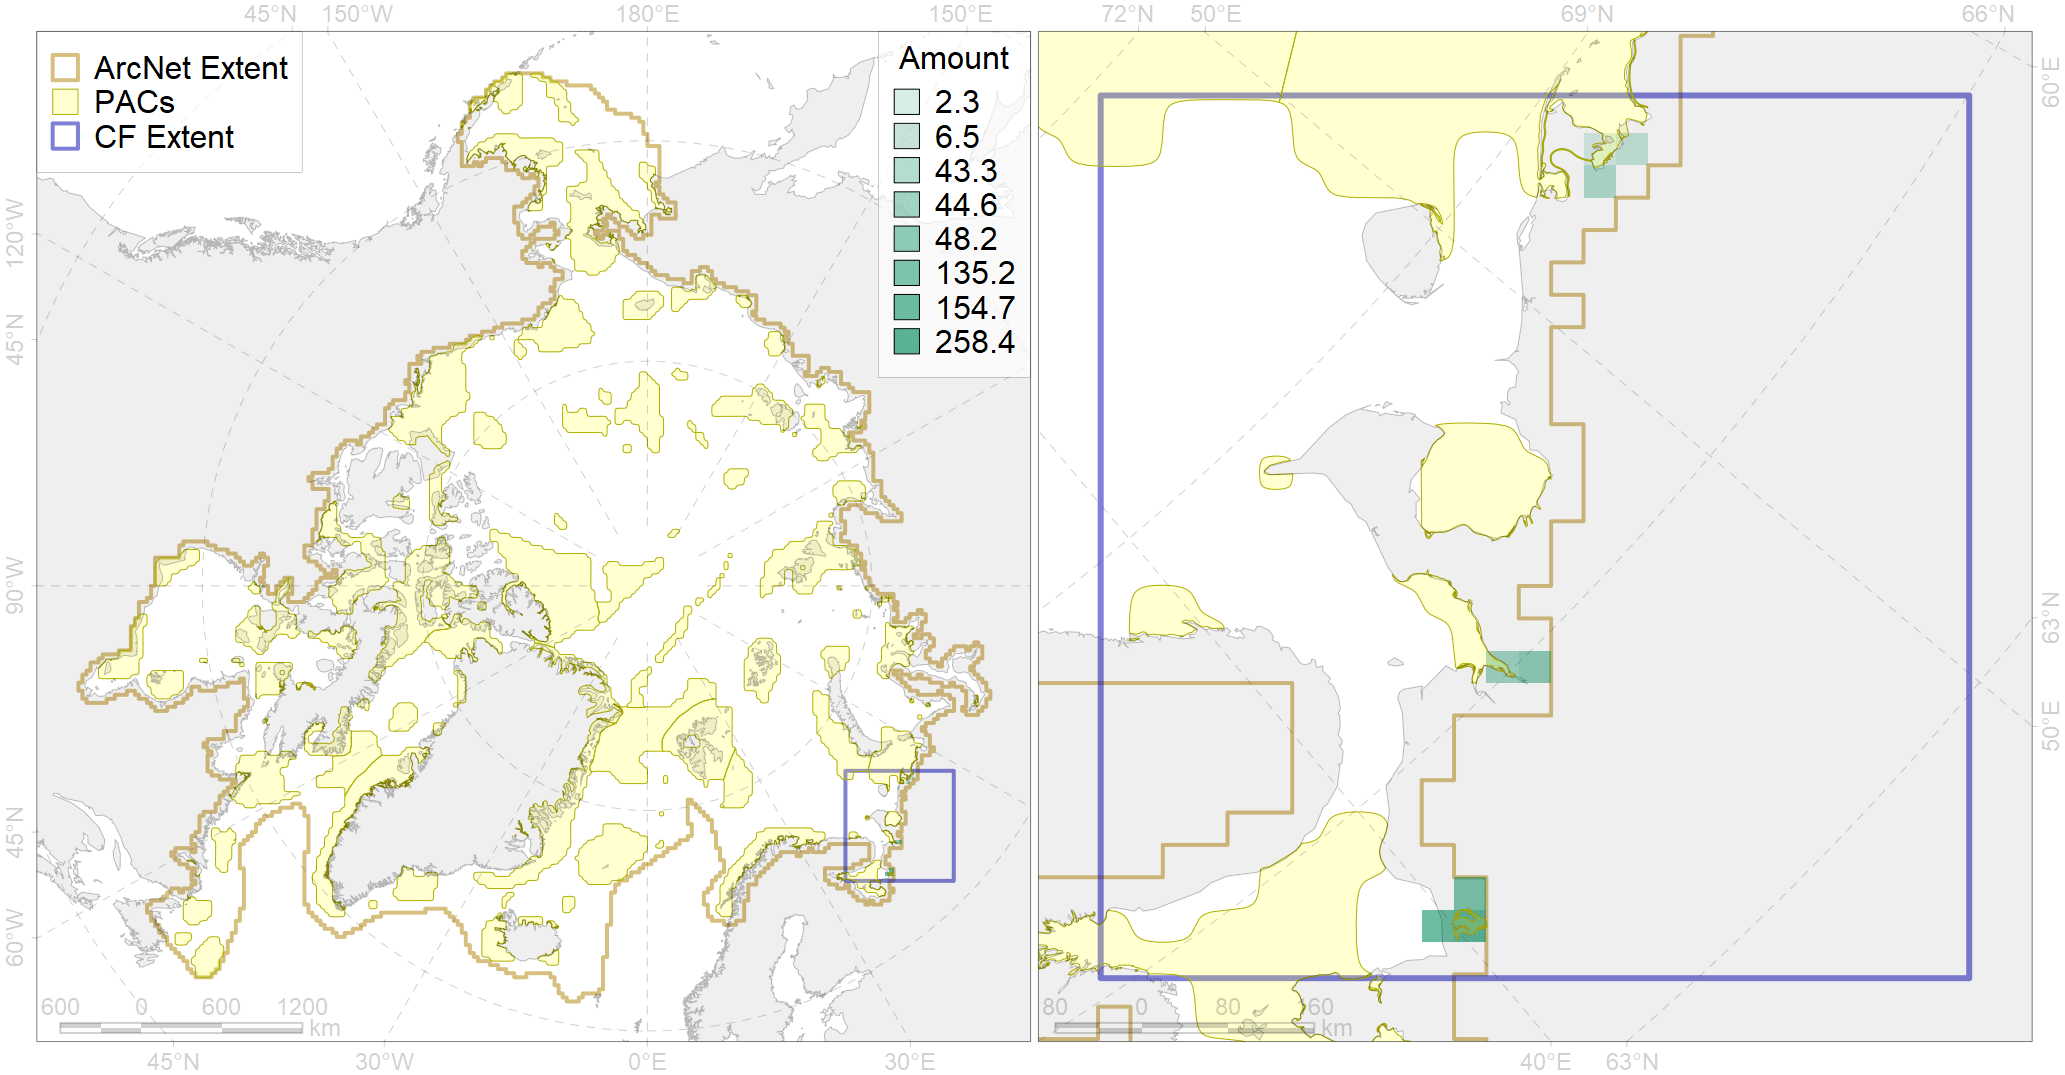 45°N 150°W 180°E 150°E 72°N 50°E 69°N 66°N
ArcNet Extent
PACs
CF Extent
Amount
2.3
6.5
43.3
44.6
48.2
135.2
154.7
258.4
120°W
45°N
90°W
45°N
60°W
60°E
63°N
50°E
600 0 600 1200
km
80 0 80 160
km
45°N 30°W 0°E 30°E 40°E 63°N